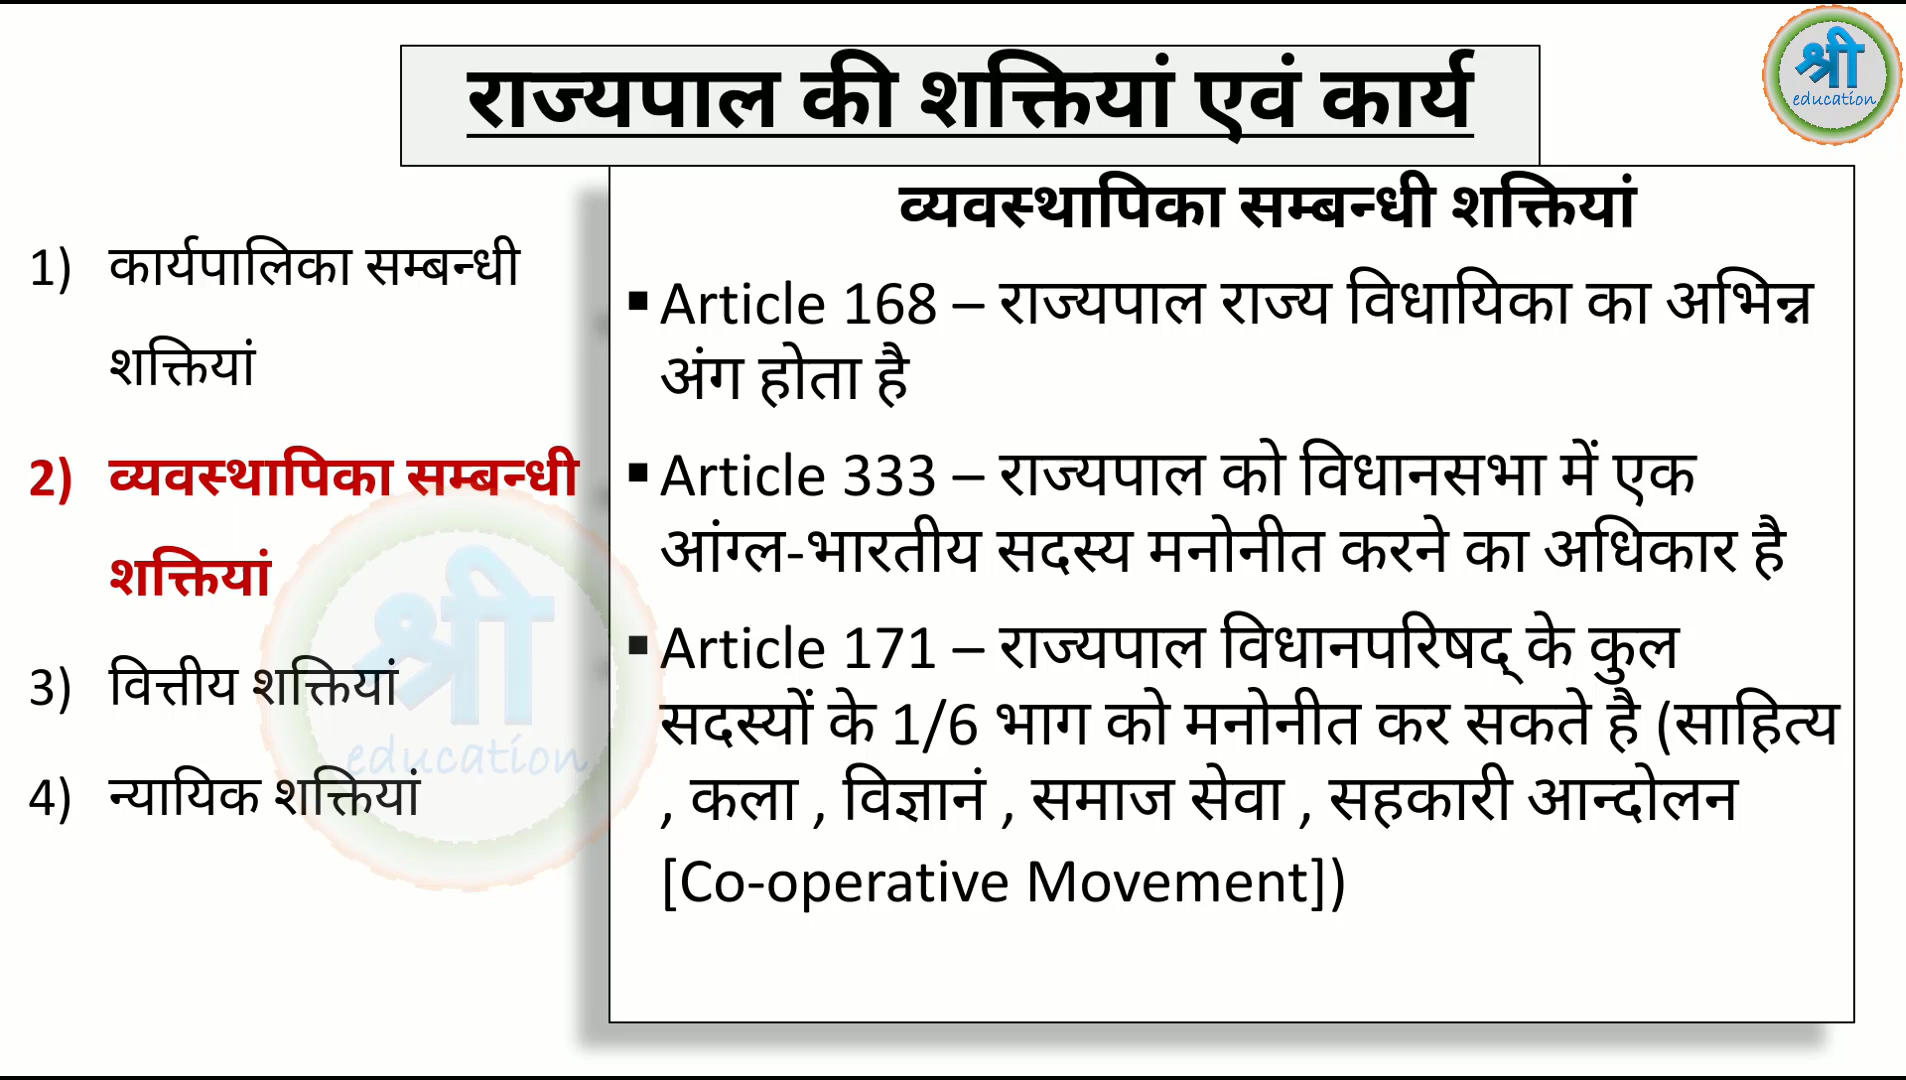 राज्यपाल की शक्तियां एवं कार्य
श्री
education
1) कार्यपालिका सम्बन्धी
शक्तियां
2) व्यवस्थापिका सम्बन्धी
शक्तियां
3) वित्तीय शक्तियां
4) न्यायिक शक्तियां
श्री
education
व्यवस्थापिका सम्बन्धी शक्तियां
▪ Article 168 – राज्यपाल राज्य विधायिका का अभिन्न
अंग होता है
▪ Article 333 – राज्यपाल को विधानसभा में एक
आंग्ल-भारतीय सदस्य मनोनीत करने का अधिकार है
▪ Article 171 – राज्यपाल विधानपरिषद् के कुल
सदस्यों के 1/6 भाग को मनोनीत कर सकते है (साहित्य
, कला , विज्ञानं , समाज सेवा , सहकारी आन्दोलन
[Co-operative Movement])